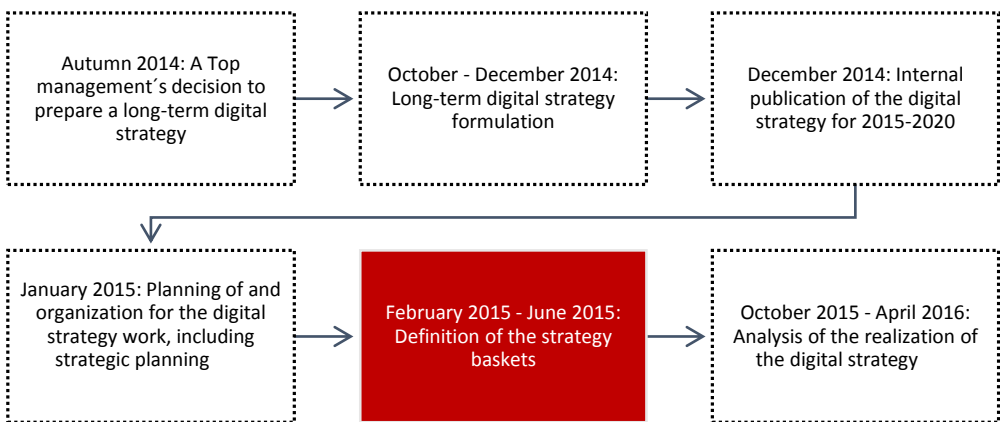 Autumn 2014: A Top
management´s decision to
prepare a long-term digital
strategy
October - December 2014:
Long-term digital strategy
formulation
December 2014: Internal
publication of the digital
strategy for 2015-2020
January 2015: Planning of and
organization for the digital
strategy work, including
strategic planning
February 2015 - June 2015:
Definition of the strategy
baskets
October 2015 - April 2016:
Analysis of the realization of
the digital strategy